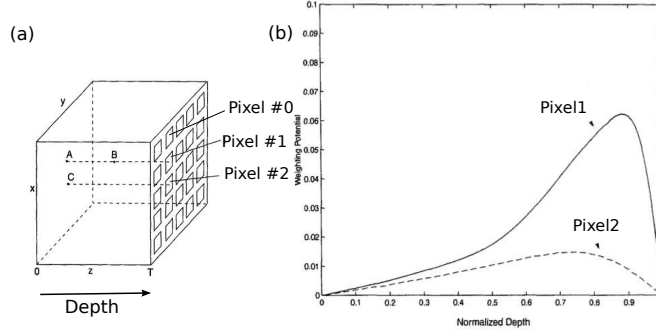 (a)
y
Pixel #0
A
B
Pixel #1
C
Pixel #2
x
0
z
T
Depth
(b)
0.1
0.09
0.08
0.07
0.06
0.05
0.04
0.03
0.02
0.01
0
Weighting Potential
Pixel1
Pixel2
0 0.1 0.2 0.3 0.4 0.5 0.6 0.7 0.8 0.9
Normalized Depth